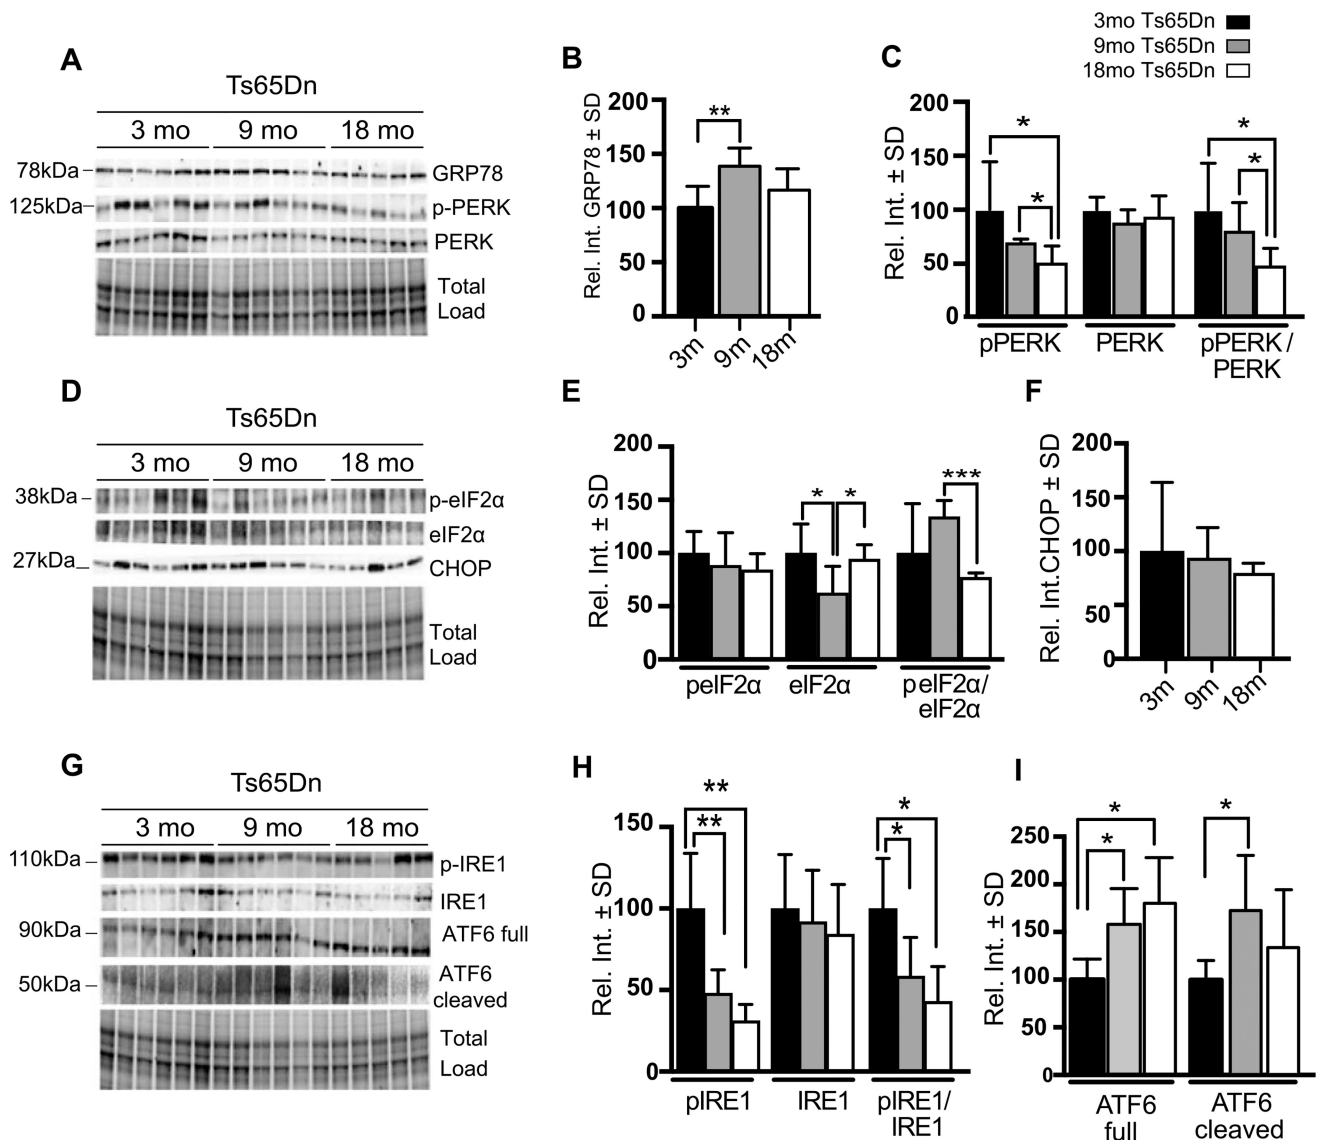 3mo Ts65Dn
9mo Ts65Dn
18mo Ts65Dn
A
Ts65Dn
3 mo 9 mo 18 mo
78kDa
GRP78
125kDa
p-PERK
PERK
Total
Load
B
Rel. Int. GRP78 ± SD
200
150
100
50
0
**
3m 9m 18m
C
Rel. Int. ± SD
200
150
100
50
0
* * * *
pPERK PERK pPERK /
PERK
D
Ts65Dn
3 mo 9 mo 18 mo
38kDa
p-eIF2α
eIF2α
27kDa
CHOP
Total
Load
E
Rel. Int. ± SD
200
150
100
50
0
* * ***
peIF2α eIF2α peIF2α/
eIF2α
F
Rel. Int.CHOP ± SD
200
150
100
50
0
3m 9m 18m
G
Ts65Dn
3 mo 9 mo 18 mo
110kDa
p-IRE1
IRE1
90kDa
ATF6 full
50kDa
ATF6
cleaved
Total
Load
H
Rel. Int. ± SD
150
100
50
0
** ** * *
pIRE1 IRE1 pIRE1/
IRE1
I
Rel. Int. ± SD
250
200
150
100
50
0
* * *
ATF6 ATF6
full cleaved